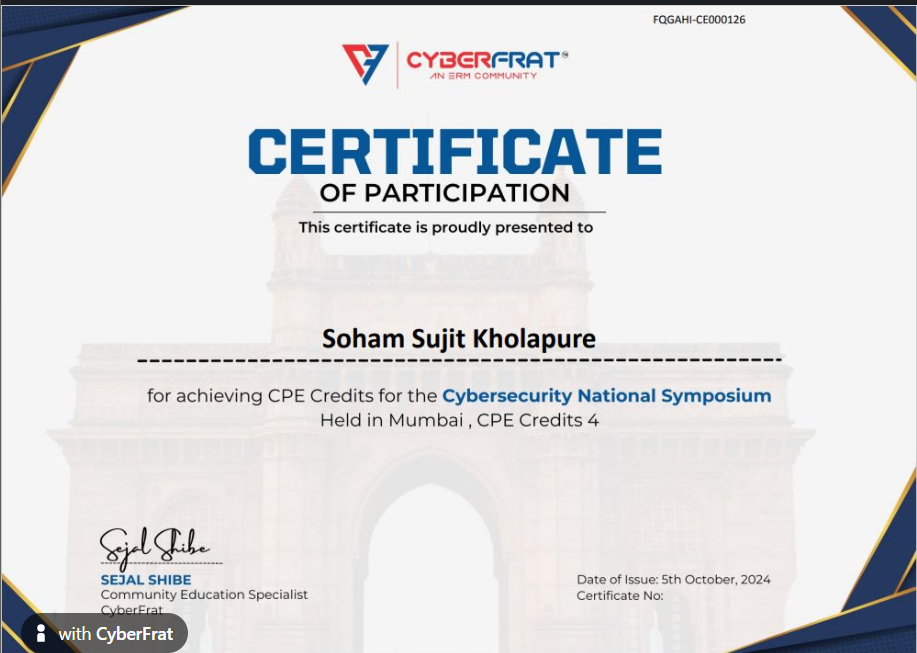 FQGAHI-CE000126
CYBERFRAT™
AN ERM COMMUNITY
CERTIFICATE
OF PARTICIPATION
This certificate is proudly presented to
Soham Sujit Kholapure
for achieving CPE Credits for the Cybersecurity National Symposium
Held in Mumbai , CPE Credits 4
Sejal Shibe
SEJAL SHIBE
Community Education Specialist
CyberFrat
Date of Issue: 5th October, 2024
Certificate No:
with CyberFrat